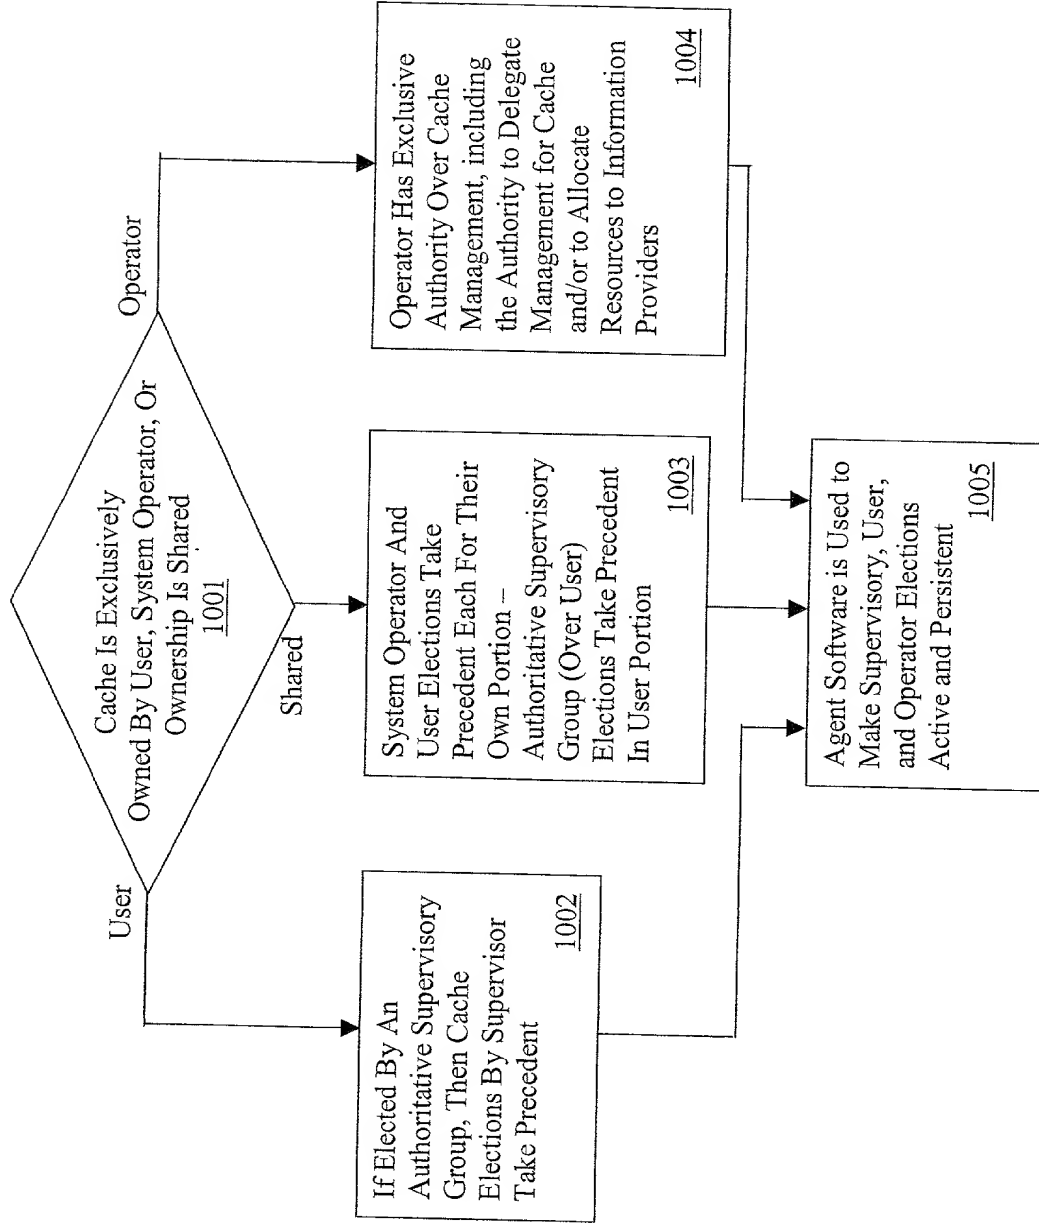 Cache Is Exclusively
Owned By User, System Operator, Or
Ownership Is Shared
1001
User
Shared
Operator
If Elected By An
Authoritative Supervisory
Group, Then Cache
Elections By Supervisor
Take Precedent
1002
System Operator And
User Elections Take
Precedent Each For Their
Own Portion –
Authoritative Supervisory
Group (Over User)
Elections Take Precedent
In User Portion
1003
Operator Has Exclusive
Authority Over Cache
Management, including
the Authority to Delegate
Management for Cache
and/or to Allocate
Resources to Information
Providers
1004
Agent Software is Used to
Make Supervisory, User,
and Operator Elections
Active and Persistent
1005